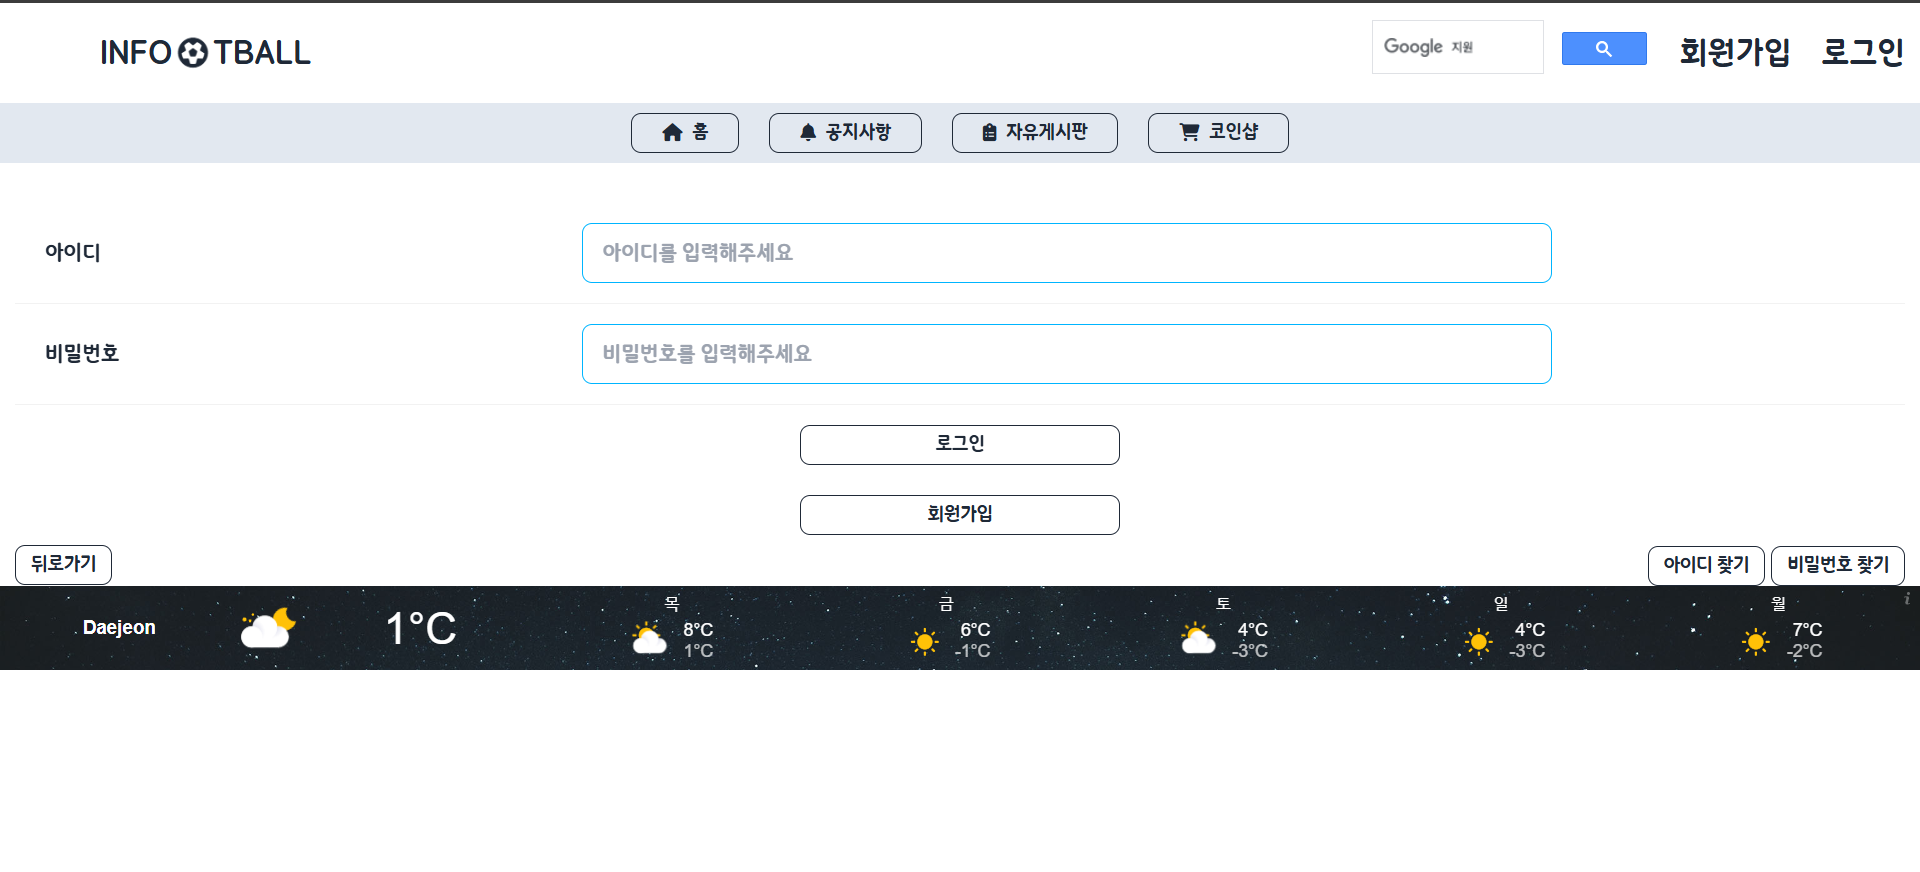 INFO TBALL
Google 지원
회원가입 로그인
홈 공지사항 자유게시판 코인샵
아이디 아이디를 입력해주세요
비밀번호 비밀번호를 입력해주세요
로그인
회원가입
뒤로가기 아이디 찾기 비밀번호 찾기
Daejeon 1°C
목 8°C 1°C
금 6°C -1°C
토 4°C -3°C
일 4°C -3°C
월 7°C -2°C
i